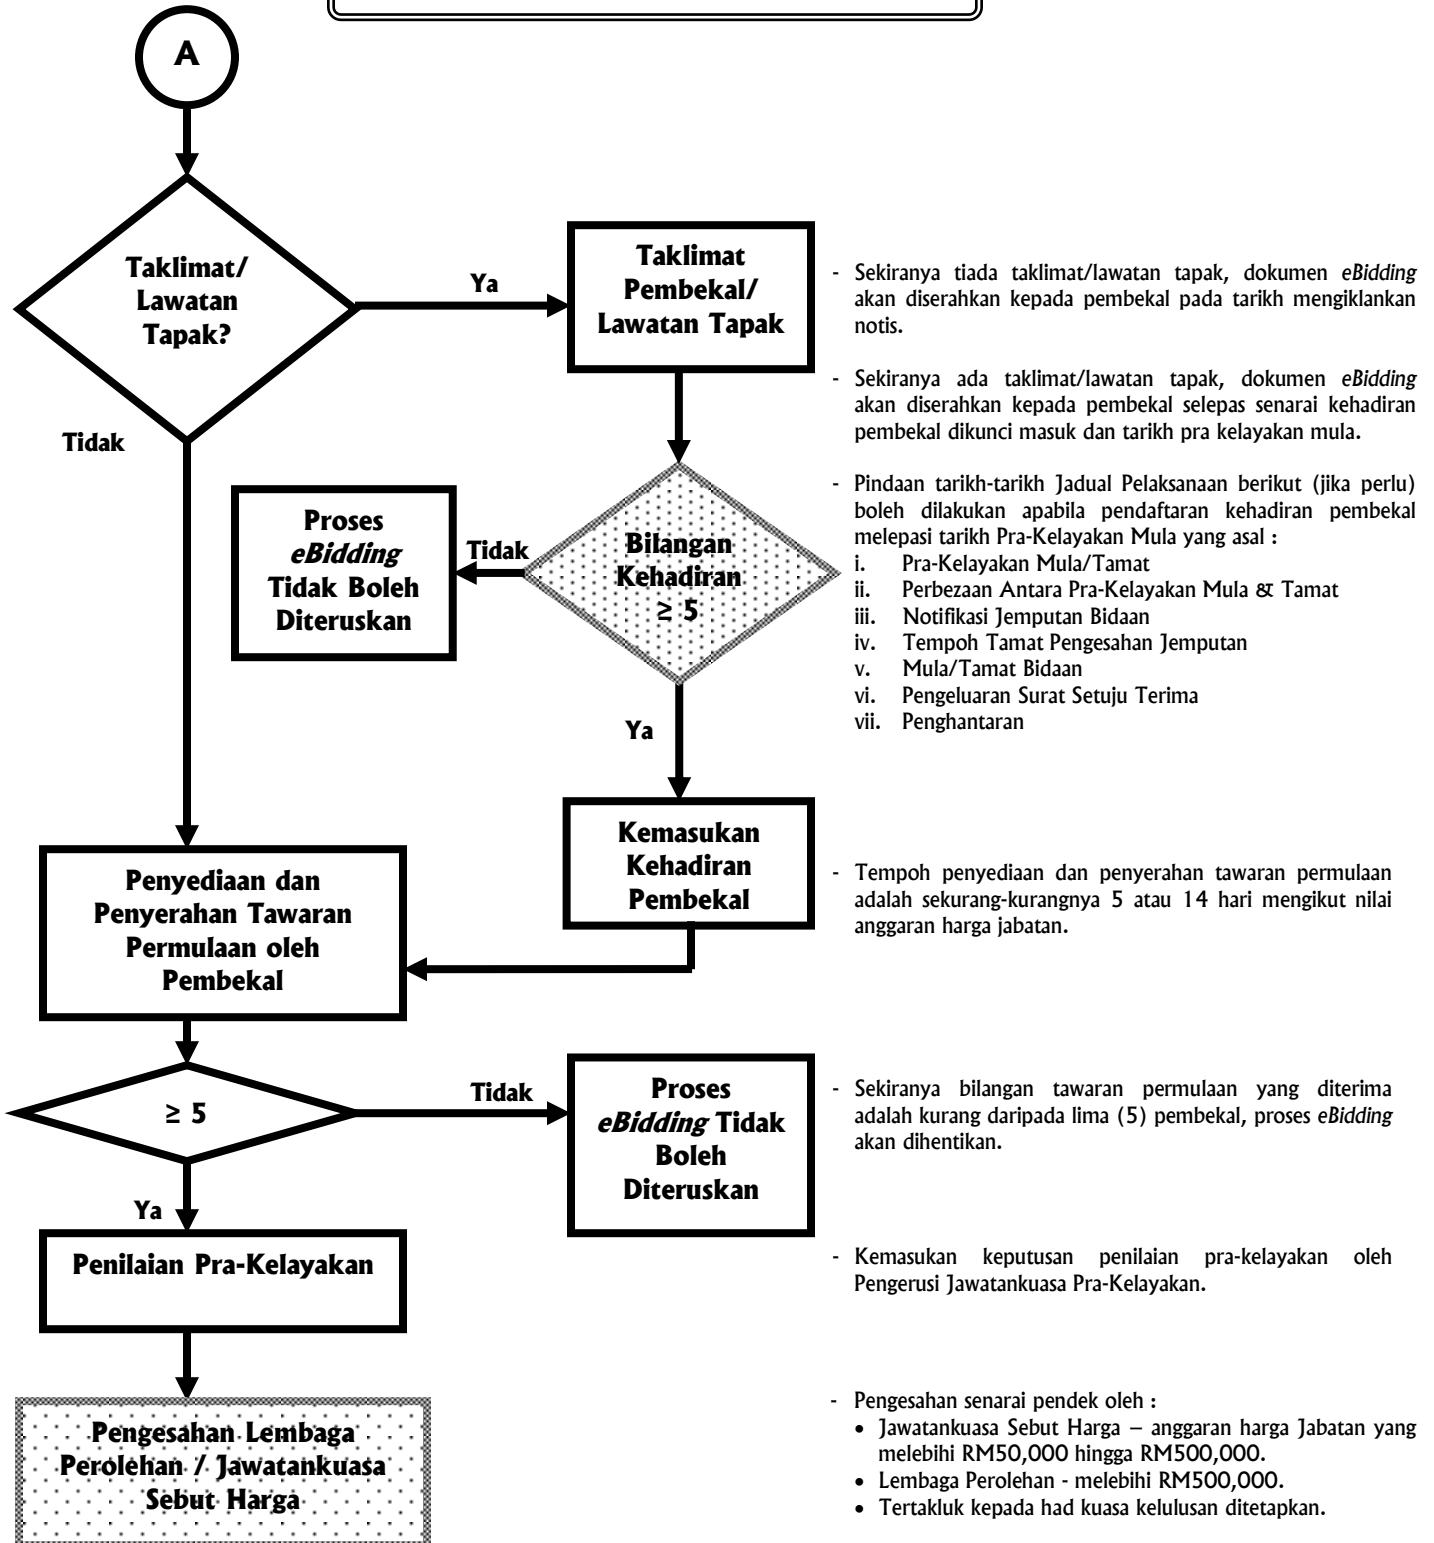 A
Taklimat/
Lawatan
Tapak?
Ya
Taklimat
Pembekal/
Lawatan Tapak
- Sekiranya tiada taklimat/lawatan tapak, dokumen eBidding
akan diserahkan kepada pembekal pada tarikh mengiklankan
notis.
- Sekiranya ada taklimat/lawatan tapak, dokumen eBidding
akan diserahkan kepada pembekal selepas senarai kehadiran
pembekal dikunci masuk dan tarikh pra kelayakan mula.
Tidak
Proses
eBidding
Tidak Boleh
Diteruskan
Tidak
Bilangan
Kehadiran
≥ 5
- Pindaan tarikh-tarikh Jadual Pelaksanaan berikut (jika perlu)
boleh dilakukan apabila pendaftaran kehadiran pembekal
melepasi tarikh Pra-Kelayakan Mula yang asal :
i. Pra-Kelayakan Mula/Tamat
ii. Perbezaan Antara Pra-Kelayakan Mula & Tamat
iii. Notifikasi Jemputan Bidaan
iv. Tempoh Tamat Pengesahan Jemputan
v. Mula/Tamat Bidaan
vi. Pengeluaran Surat Setuju Terima
vii. Penghantaran
Ya
Kemasukan
Kehadiran
Pembekal
Penyediaan dan
Penyerahan Tawaran
Permulaan oleh
Pembekal
- Tempoh penyediaan dan penyerahan tawaran permulaan
adalah sekurang-kurangnya 5 atau 14 hari mengikut nilai
anggaran harga jabatan.
≥ 5
Tidak
Proses
eBidding Tidak
Boleh
Diteruskan
- Sekiranya bilangan tawaran permulaan yang diterima
adalah kurang daripada lima (5) pembekal, proses eBidding
akan dihentikan.
Ya
Penilaian Pra-Kelayakan
- Kemasukan keputusan penilaian pra-kelayakan oleh
Pengerusi Jawatankuasa Pra-Kelayakan.
Pengesahan Lembaga
Perolehan / Jawatankuasa
Sebut Harga
- Pengesahan senarai pendek oleh :
• Jawatankuasa Sebut Harga – anggaran harga Jabatan yang
melebihi RM50,000 hingga RM500,000.
• Lembaga Perolehan - melebihi RM500,000.
• Tertakluk kepada had kuasa kelulusan ditetapkan.